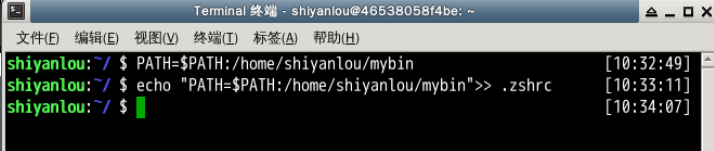 Terminal 终端 - shiyanlou@46538058f4be: ~
文件(F) 编辑(E) 视图(V) 终端(T) 标签(A) 帮助(H)
shiyanlou:~/ $ PATH=$PATH:/home/shiyanlou/mybin [10:32:49]
shiyanlou:~/ $ echo "PATH=$PATH:/home/shiyanlou/mybin">> .zshrc [10:33:11]
shiyanlou:~/ $ [10:34:07]